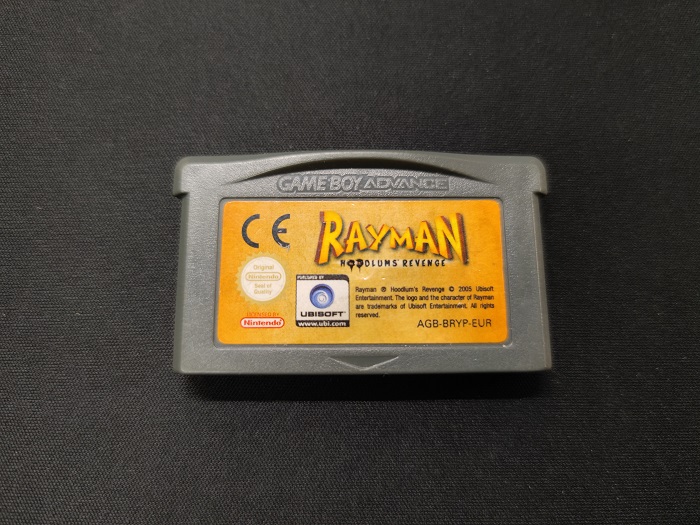 GAME BOY ADVANCE
CE
RAYMAN
HOODLUMS' REVENGE
Original
Nintendo
Seal of
Quality
LICENSED BY
Nintendo
POWERED BY
UBISOFT
www.ubi.com
Rayman ® Hoodlum's Revenge © 2005 Ubisoft
Entertainment. The logo and the character of Rayman
are trademarks of Ubisoft Entertainment. All rights
reserved.
AGB-BRYP-EUR